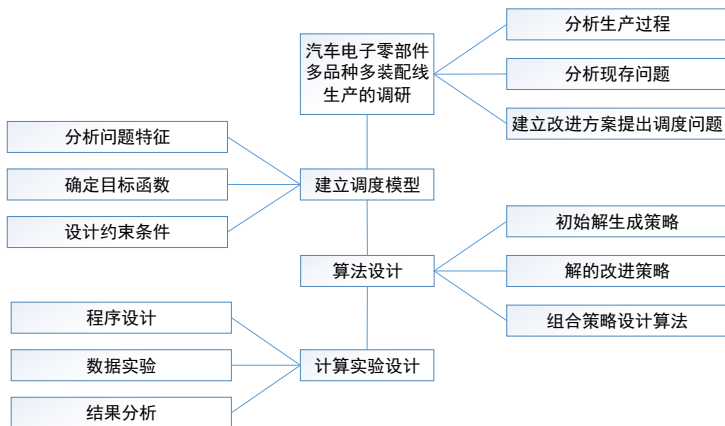 汽车电子零部件
多品种多装配线
生产的调研
分析生产过程
分析现存问题
建立改进方案提出调度问题
分析问题特征
确定目标函数
设计约束条件
建立调度模型
算法设计
初始解生成策略
解的改进策略
组合策略设计算法
程序设计
数据实验
结果分析
计算实验设计